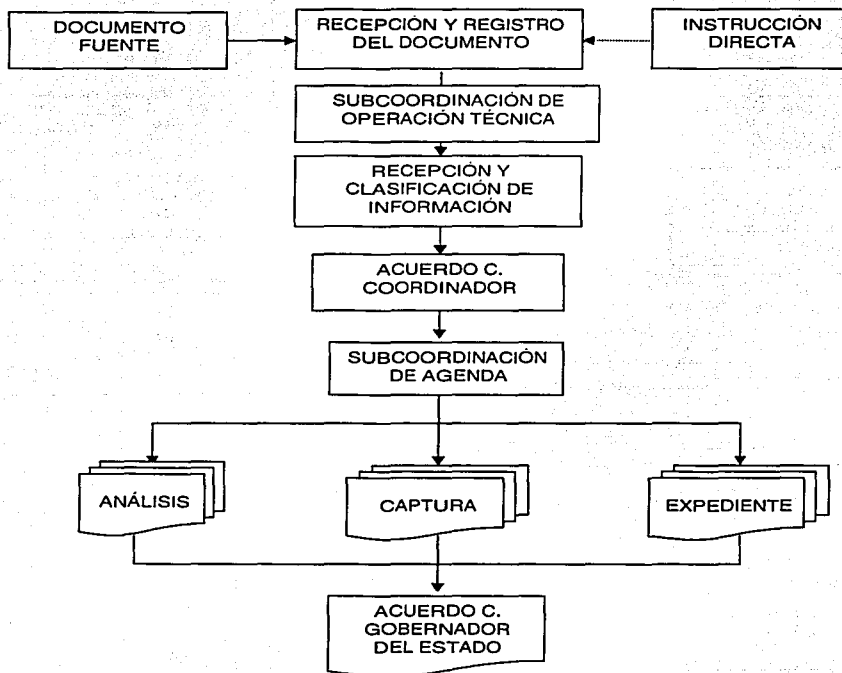 DOCUMENTO
FUENTE
RECEPCIÓN Y REGISTRO
DEL DOCUMENTO
INSTRUCCIÓN
DIRECTA
SUBCOORDINACIÓN DE
OPERACIÓN TÉCNICA
RECEPCIÓN Y
CLASIFICACIÓN DE
INFORMACIÓN
ACUERDO C.
COORDINADOR
SUBCOORDINACIÓN
DE AGENDA
ANÁLISIS
CAPTURA
EXPEDIENTE
ACUERDO C.
GOBERNADOR
DEL ESTADO